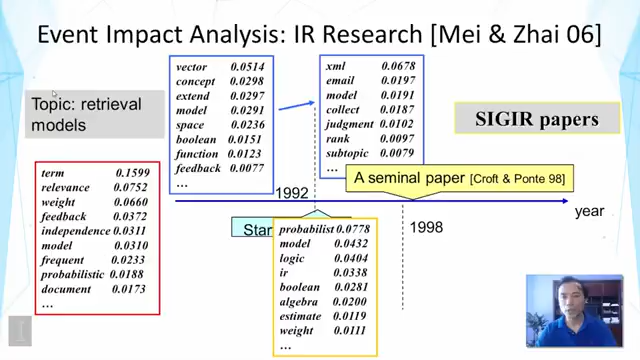 Event Impact Analysis: IR Research [Mei & Zhai 06]
Topic: retrieval
models
vector 0.0514
concept 0.0298
extend 0.0297
model 0.0291
space 0.0236
boolean 0.0151
function 0.0123
feedback 0.0077
…
xml 0.0678
email 0.0197
model 0.0191
collect 0.0187
judgment 0.0102
rank 0.0097
subtopic 0.0079
…
SIGIR papers
term 0.1599
relevance 0.0752
weight 0.0660
feedback 0.0372
independence 0.0311
model 0.0310
frequent 0.0233
probabilistic 0.0188
document 0.0173
…
A seminal paper [Croft & Ponte 98]
1992
year
1998
Star
probabilist 0.0778
model 0.0432
logic 0.0404
ir 0.0338
boolean 0.0281
algebra 0.0200
estimate 0.0119
weight 0.0111
…